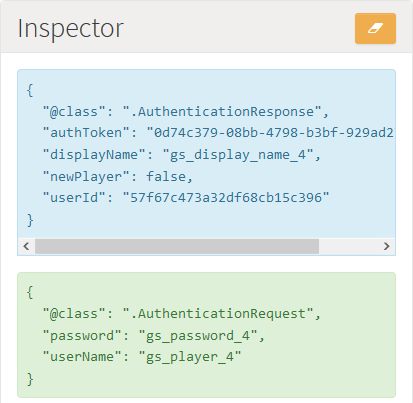 Inspector
{
"@class": ".AuthenticationResponse",
"authToken": "0d74c379-08bb-4798-b3bf-929ad2
"displayName": "gs_display_name_4",
"newPlayer": false,
"userId": "57f67c473a32df68cb15c396"
}
{
"@class": ".AuthenticationRequest",
"password": "gs_password_4",
"userName": "gs_player_4"
}